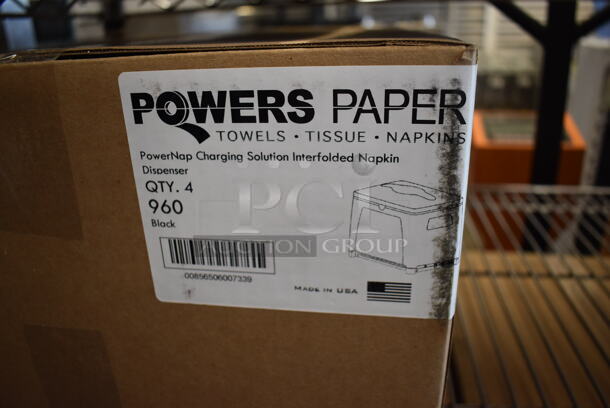 POWERS PAPER
TOWELS • TISSUE • NAPKINS
PowerNap Charging Solution Interfolded Napkin
Dispenser
QTY. 4
960
Black
PCI
AUCTION GROUP
00856506007339
MADE IN USA